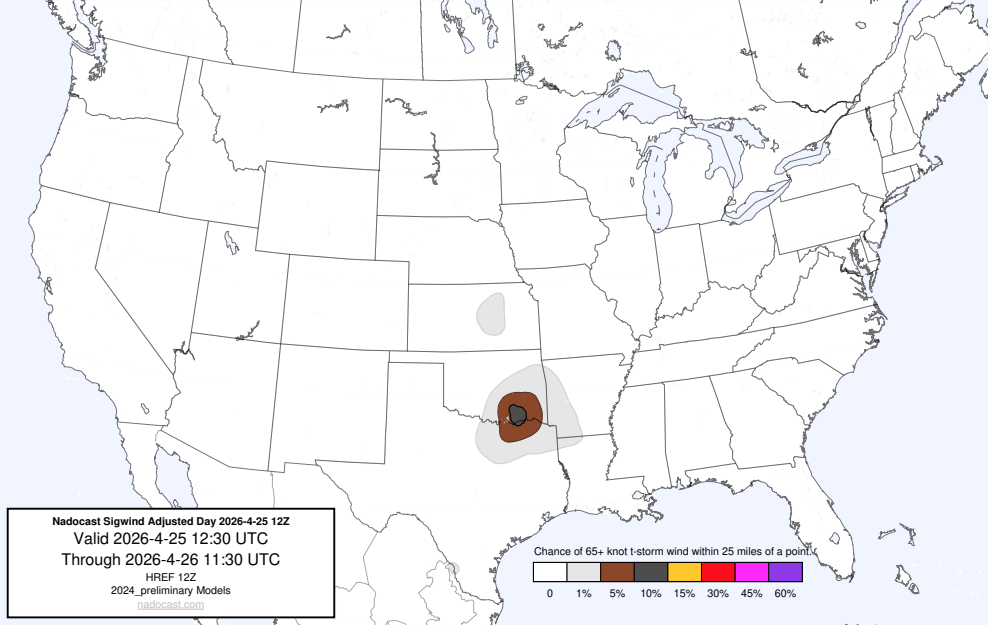 Nadocast Sigwind Adjusted Day 2026-4-25 12Z
Valid 2026-4-25 12:30 UTC
Through 2026-4-26 11:30 UTC
HREF 12Z
2024_preliminary Models
nadocast.com
Chance of 65+ knot t-storm wind within 25 miles of a point.
0 1% 5% 10% 15% 30% 45% 60%